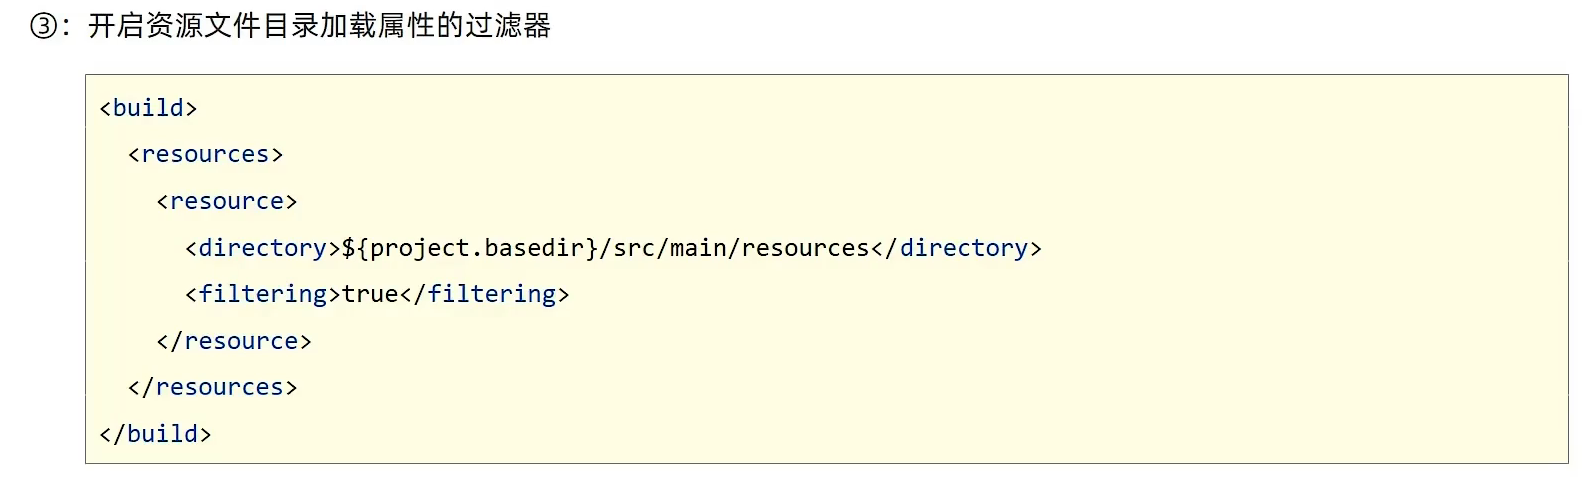 ③：开启资源文件目录加载属性的过滤器
<build>
  <resources>
    <resource>
      <directory>${project.basedir}/src/main/resources</directory>
      <filtering>true</filtering>
    </resource>
  </resources>
</build>